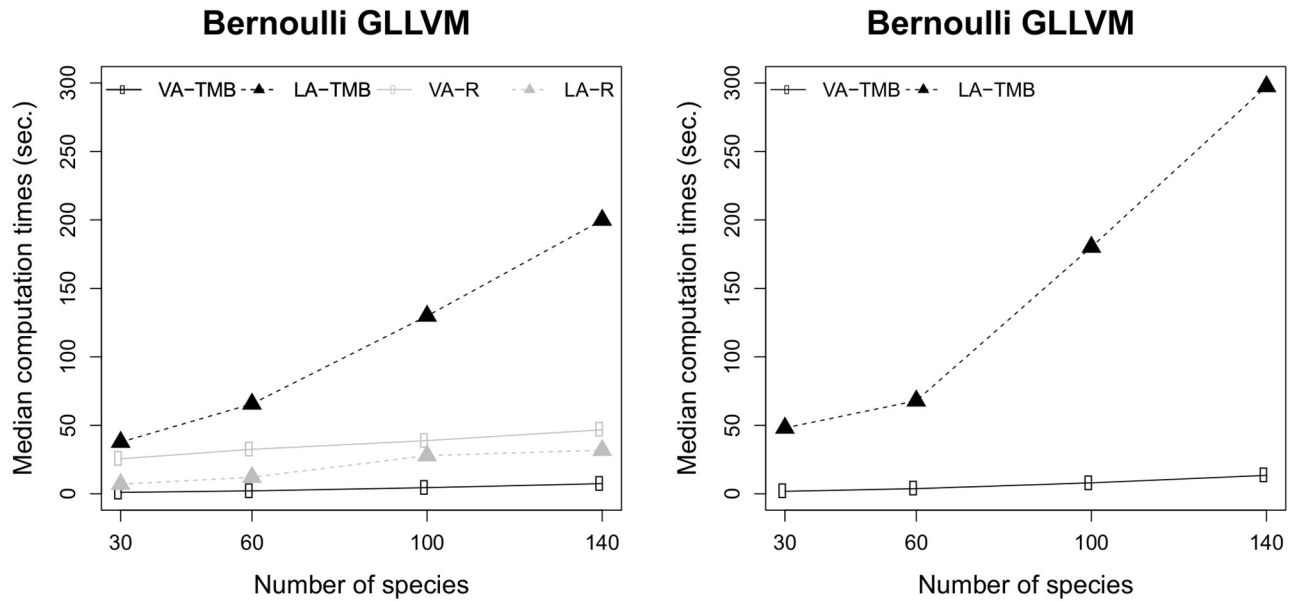 Bernoulli GLLVM
VA−TMB LA−TMB VA−R LA−R
Median computation times (sec.)
300
250
200
150
100
50
0
30 60 100 140
Number of species
Bernoulli GLLVM
VA−TMB LA−TMB
Median computation times (sec.)
300
250
200
150
100
50
0
30 60 100 140
Number of species